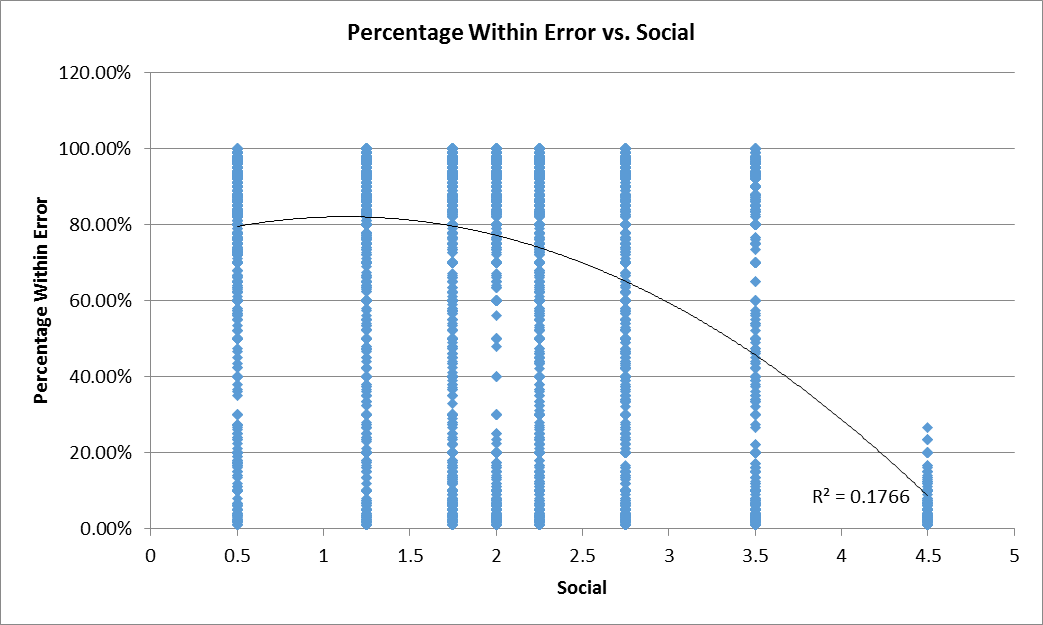 Percentage Within Error vs. Social
120.00%
100.00%
80.00%
60.00%
40.00%
20.00%
0.00%
Percentage Within Error
R² = 0.1766
0 0.5 1 1.5 2 2.5 3 3.5 4 4.5 5
Social